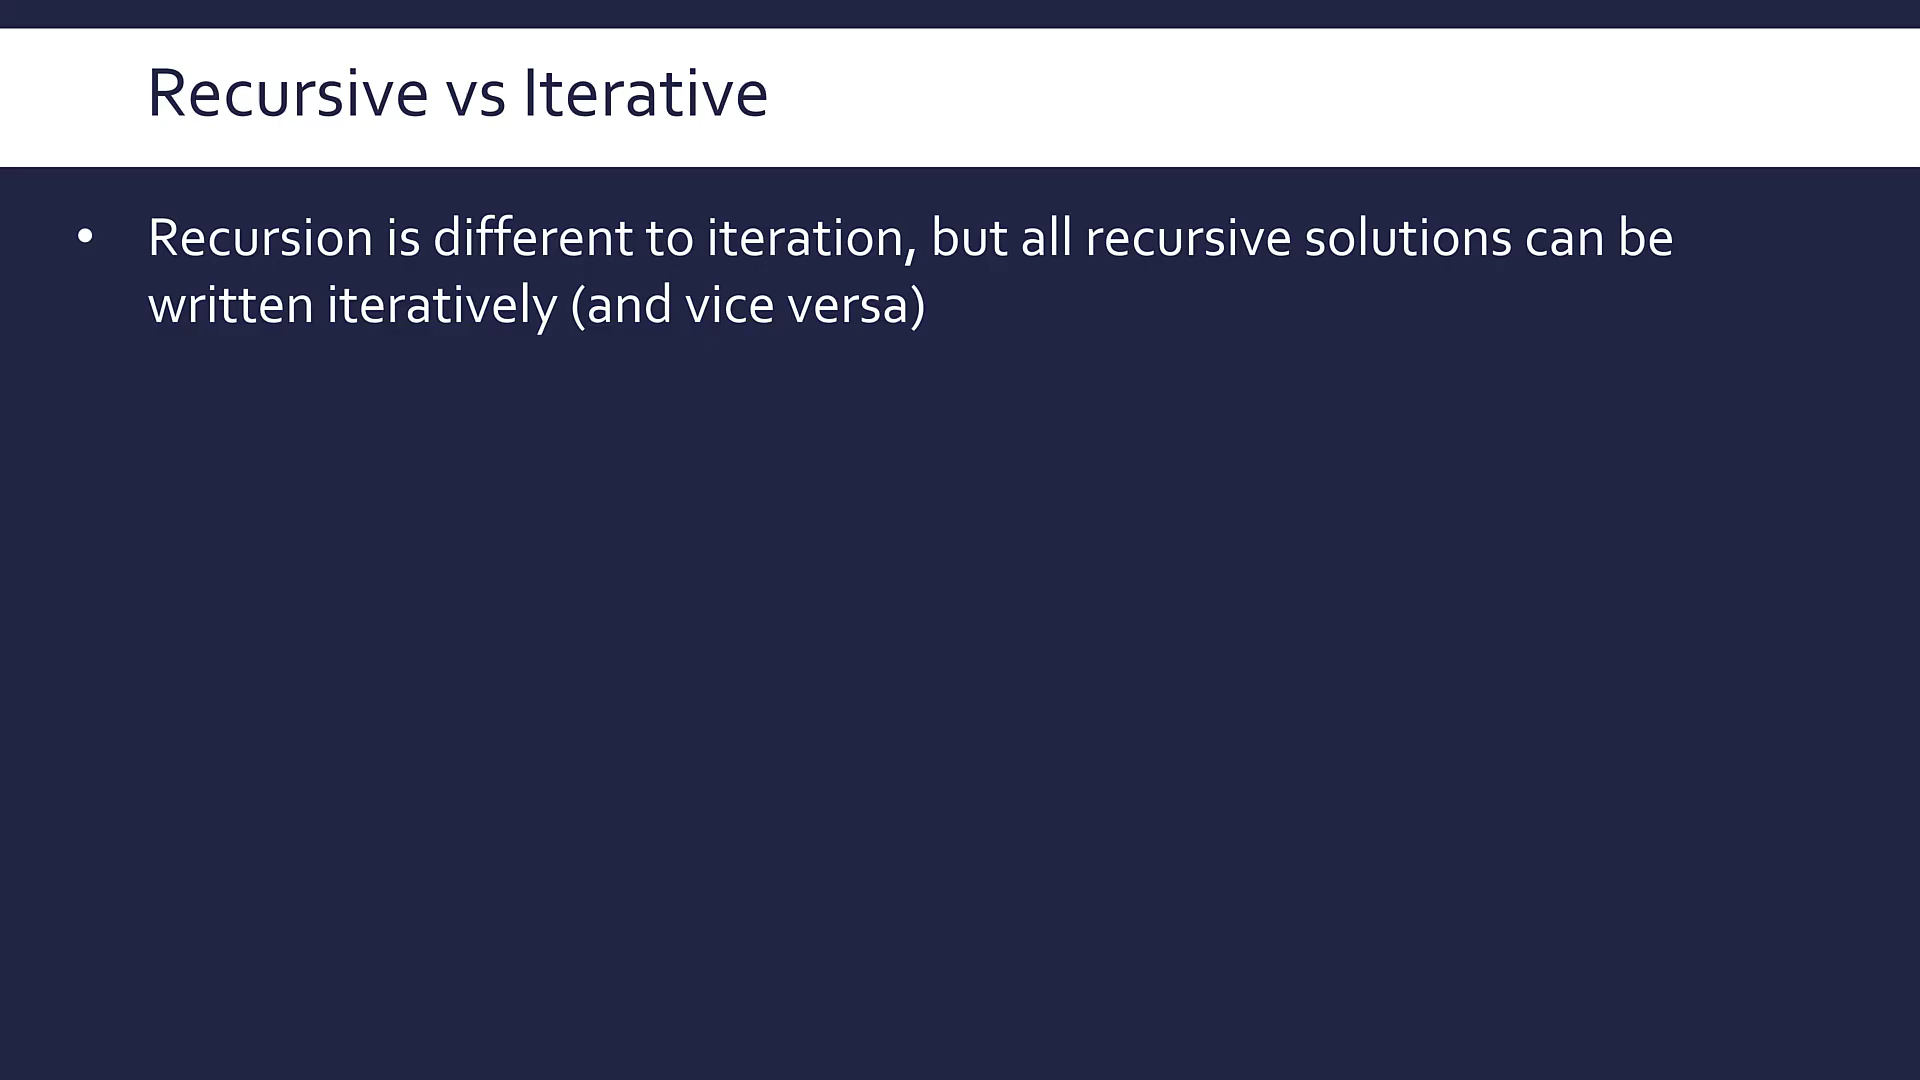 Recursive vs Iterative
• Recursion is different to iteration, but all recursive solutions can be
written iteratively (and vice versa)